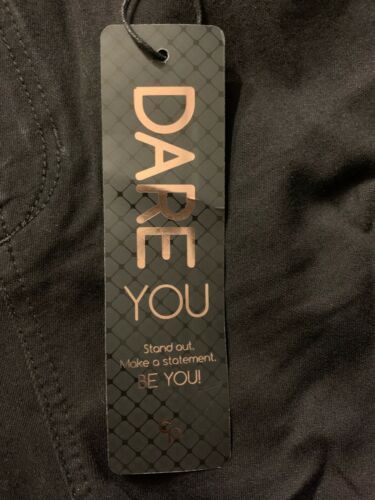 DARE
YOU
Stand out.
Make a statement.
BE YOU!